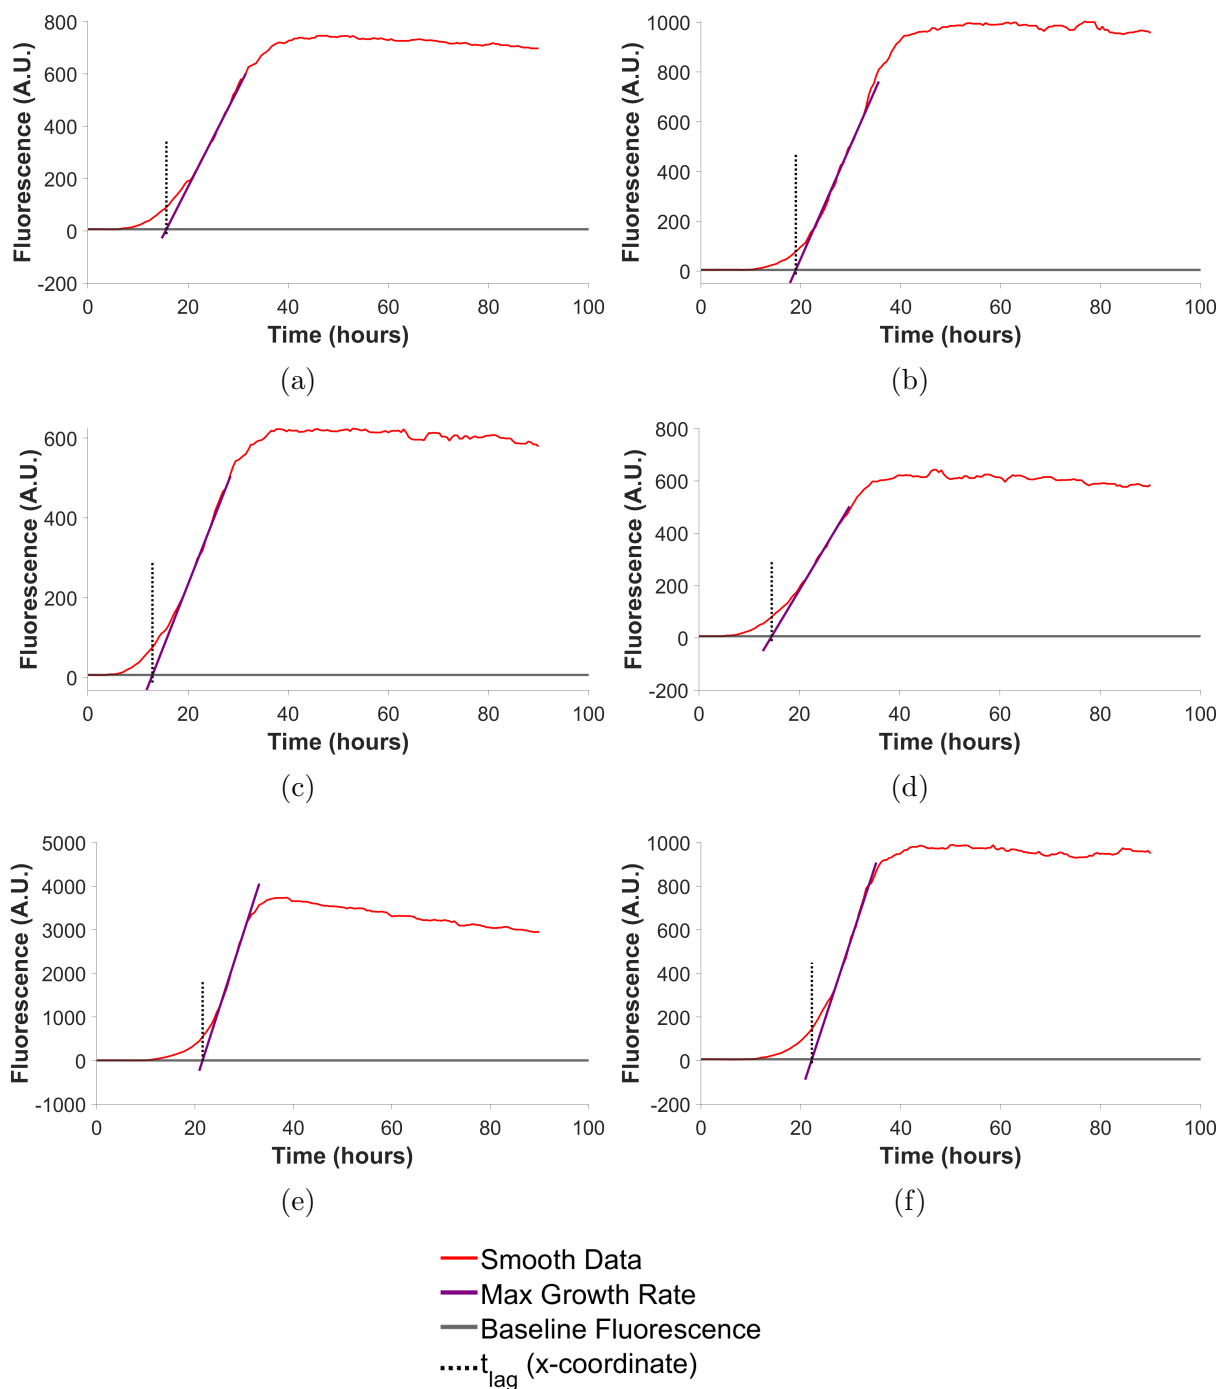 800
600
400
200
0
-200
0 20 40 60 80 100
Fluorescence (A.U.)
Time (hours)
(a)
1000
800
600
400
200
0
0 20 40 60 80 100
Fluorescence (A.U.)
Time (hours)
(b)
600
400
200
0
0 20 40 60 80 100
Fluorescence (A.U.)
Time (hours)
(c)
800
600
400
200
0
-200
0 20 40 60 80 100
Fluorescence (A.U.)
Time (hours)
(d)
5000
4000
3000
2000
1000
0
-1000
0 20 40 60 80 100
Fluorescence (A.U.)
Time (hours)
(e)
1000
800
600
400
200
0
-200
0 20 40 60 80 100
Fluorescence (A.U.)
Time (hours)
(f)
Smooth Data
Max Growth Rate
Baseline Fluorescence
t_lag (x-coordinate)